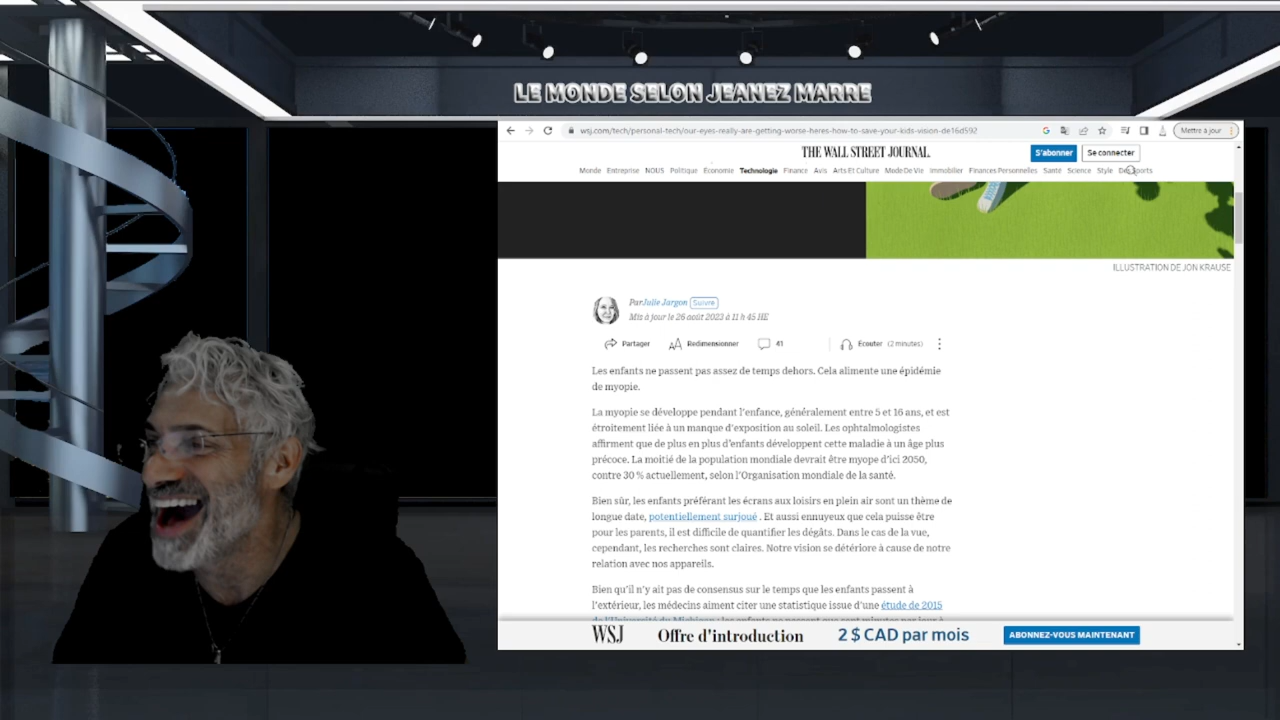 LE MONDE SELON JEANEZ MARRE
wsj.com/tech/personal-tech/our-eyes-really-are-getting-worse-heres-how-to-save-your-kids-vision-de16d592
Mettre à jour
THE WALL STREET JOURNAL.
S'abonner
Se connecter
Monde Entreprise NOUS Politique Économie Technologie Finance Avis Arts Et Culture Mode De Vie Immobilier Finances Personnelles Santé Science Style Des sports
ILLUSTRATION DE JON KRAUSE
ParJulie Jargon Suivre
Mis à jour le 26 août 2023 à 11 h 45 HE
Partager Redimensionner 41 Écouter (2 minutes)
Les enfants ne passent pas assez de temps dehors. Cela alimente une épidémie
de myopie.
La myopie se développe pendant l'enfance, généralement entre 5 et 16 ans, et est
étroitement liée à un manque d'exposition au soleil. Les ophtalmologistes
affirment que de plus en plus d'enfants développent cette maladie à un âge plus
précoce. La moitié de la population mondiale devrait être myope d'ici 2050,
contre 30 % actuellement, selon l'Organisation mondiale de la santé.
Bien sûr, les enfants préférant les écrans aux loisirs en plein air sont un thème de
longue date, potentiellement surjoué . Et aussi ennuyeux que cela puisse être
pour les parents, il est difficile de quantifier les dégâts. Dans le cas de la vue,
cependant, les recherches sont claires. Notre vision se détériore à cause de notre
relation avec nos appareils.
Bien qu'il n'y ait pas de consensus sur le temps que les enfants passent à
l'extérieur, les médecins aiment citer une statistique issue d'une étude de 2015
WSJ Offre d'introduction 2 $ CAD par mois ABONNEZ-VOUS MAINTENANT